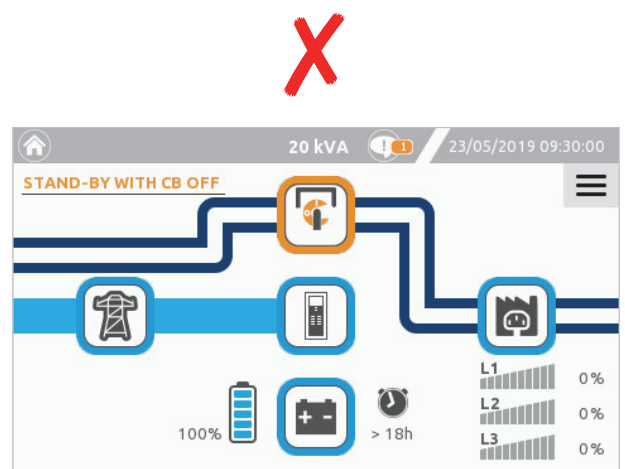 20 kVA
1
23/05/2019 09:30:00
STAND-BY WITH CB OFF
L1
0%
L2
0%
100%
> 18h
L3
0%